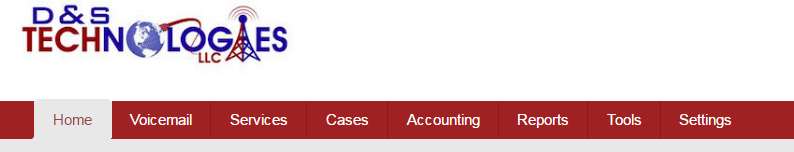 D & S
TECHNOLOGIES
LLC
Home Voicemail Services Cases Accounting Reports Tools Settings